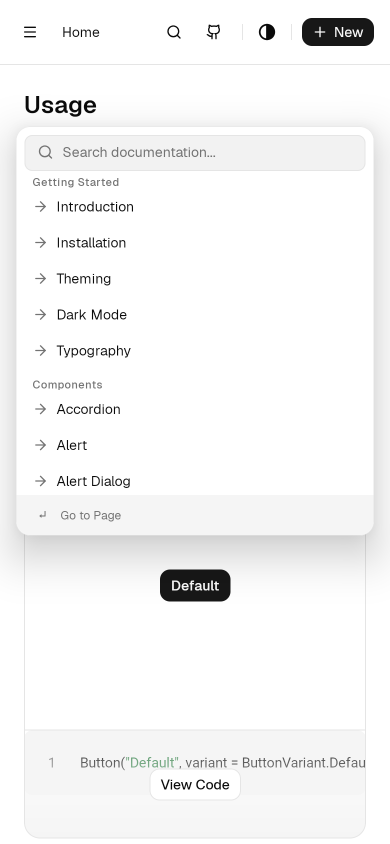 Home
New
Usage
Search documentation...
Getting Started
Introduction
Installation
Theming
Dark Mode
Typography
Components
Accordion
Alert
Alert Dialog
Go to Page
Default
1 Button("Default", variant = ButtonVariant.Defau
View Code